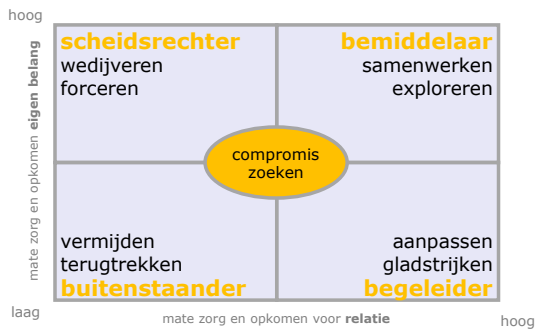 hoog
scheidsrechter
wedijveren
forceren
bemiddelaar
samenwerken
exploreren
mate zorg en opkomen eigen belang
compromis
zoeken
vermijden
terugtrekken
buitenstaander
aanpassen
gladstrijken
begeleider
laag
mate zorg en opkomen voor relatie
hoog